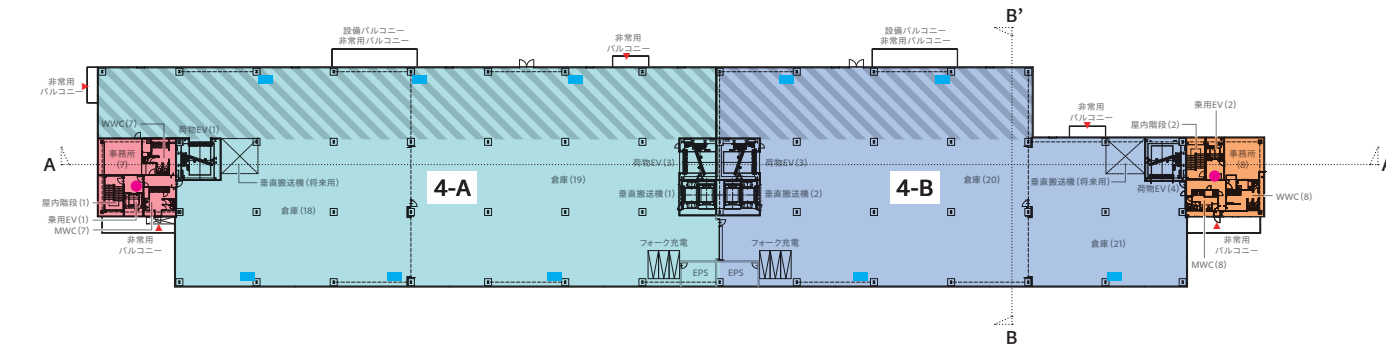 B'
設備バルコニー
非常用バルコニー
非常用
バルコニー
設備バルコニー
非常用バルコニー
非常用
バルコニー
非常用
バルコニー
乗用EV(2)
屋内階段(2)
WWC(7)
荷物EV(1)
事務所
(7)
A
荷物EV(3)
荷物EV(3)
事務所
(8)
A
垂直搬送機(将来用)
4-A
倉庫(19)
垂直搬送機(1)
垂直搬送機(2)
4-B
倉庫(20)
垂直搬送機(将来用)
荷物EV(4)
WWC(8)
屋内階段(1)
倉庫(18)
乗用EV(1)
MWC(7)
非常用
バルコニー
フォーク充電
フォーク充電
倉庫(21)
非常用
バルコニー
MWC(8)
EPS
EPS
B